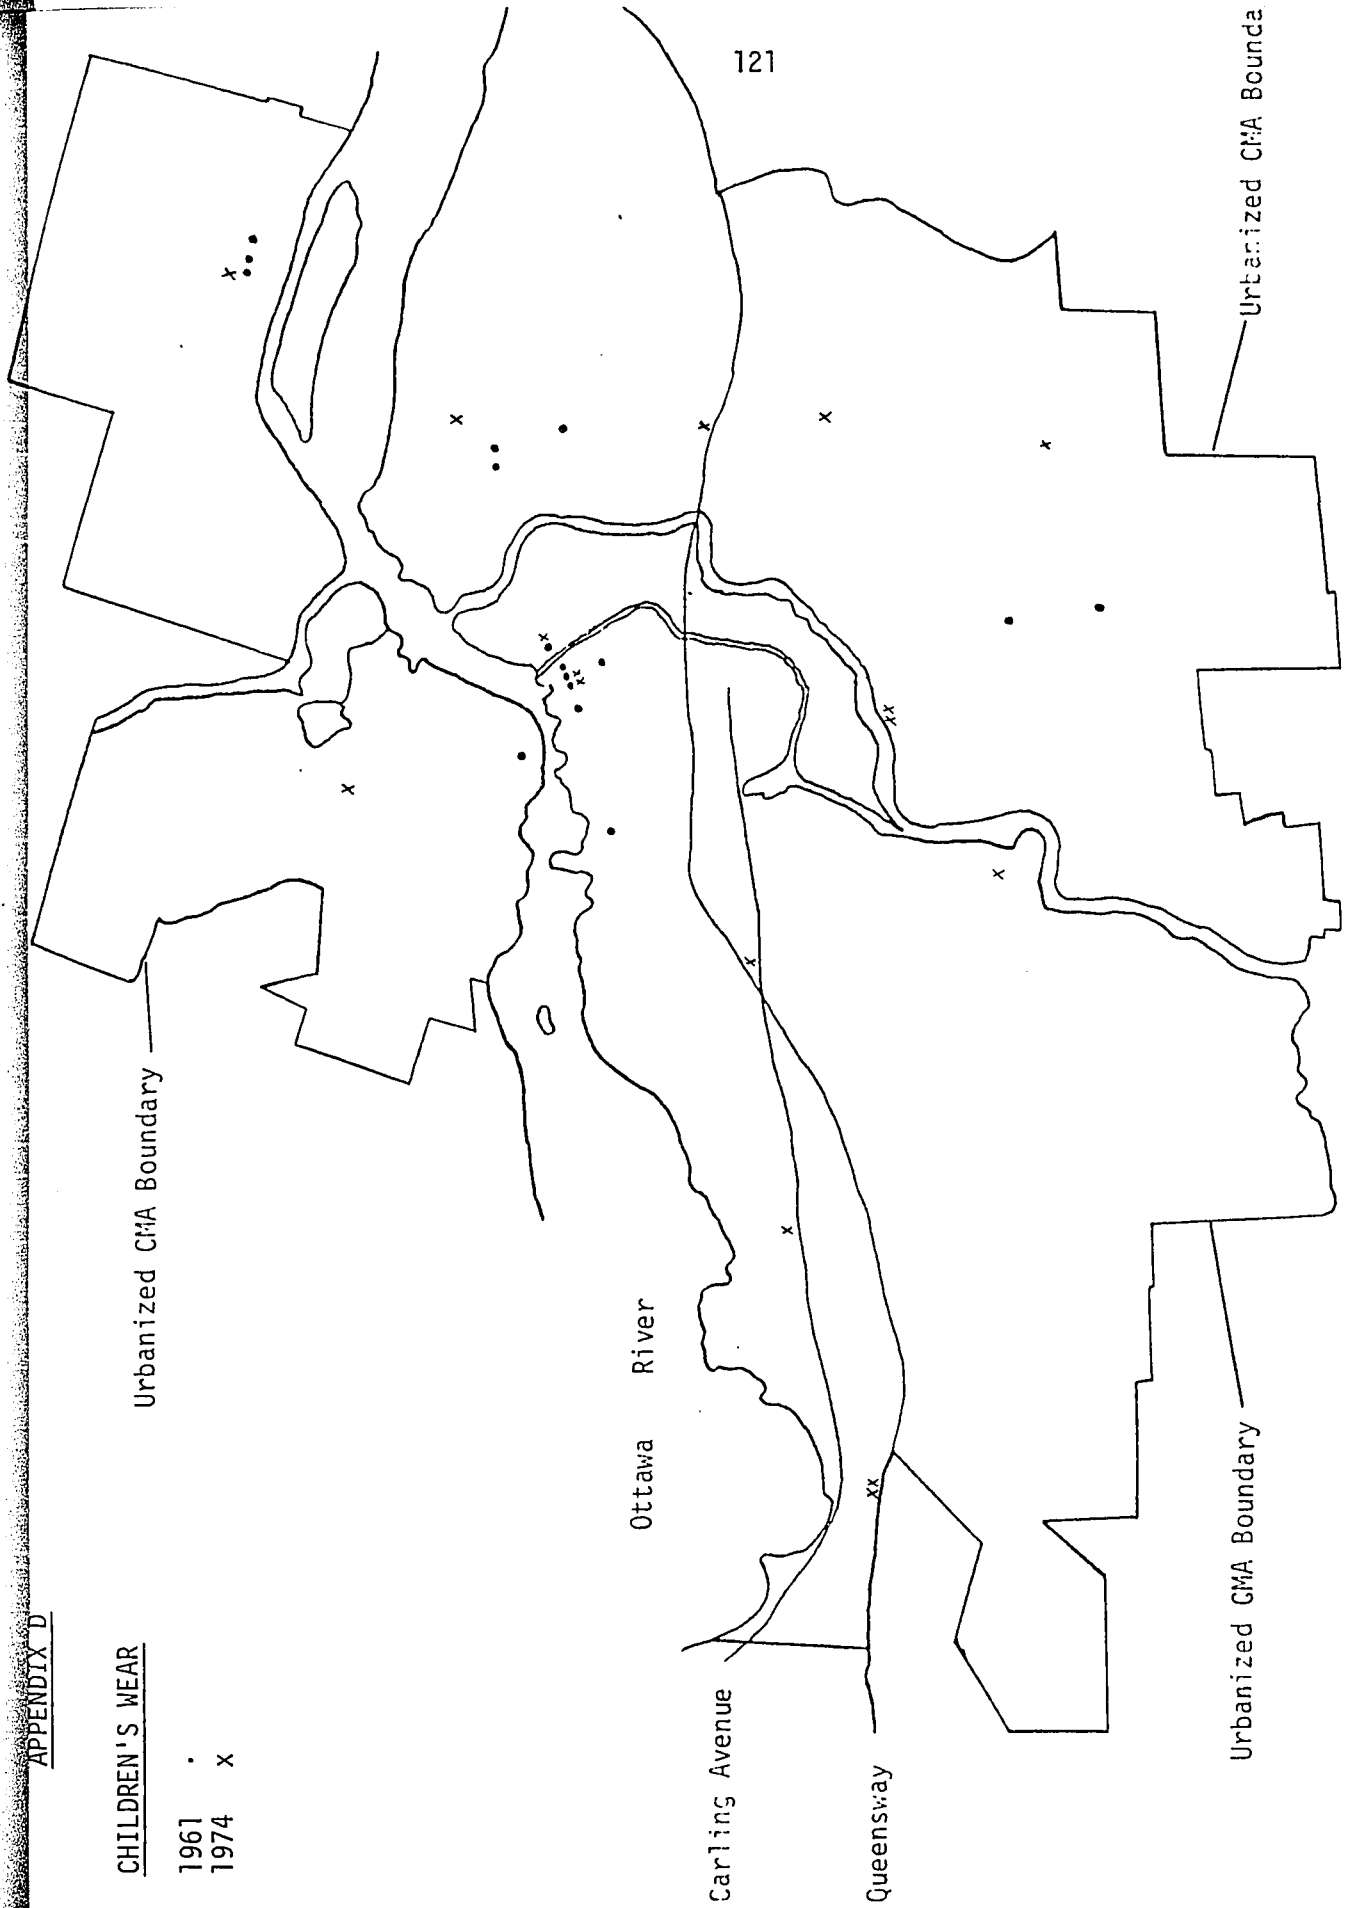 121
APPENDIX D
CHILDREN'S WEAR
1961 .
1974 x
Urbanized CMA Boundary
Ottawa River
Carling Avenue
Queensway
Urbanized CMA Boundary
Urbanized CMA Bounda